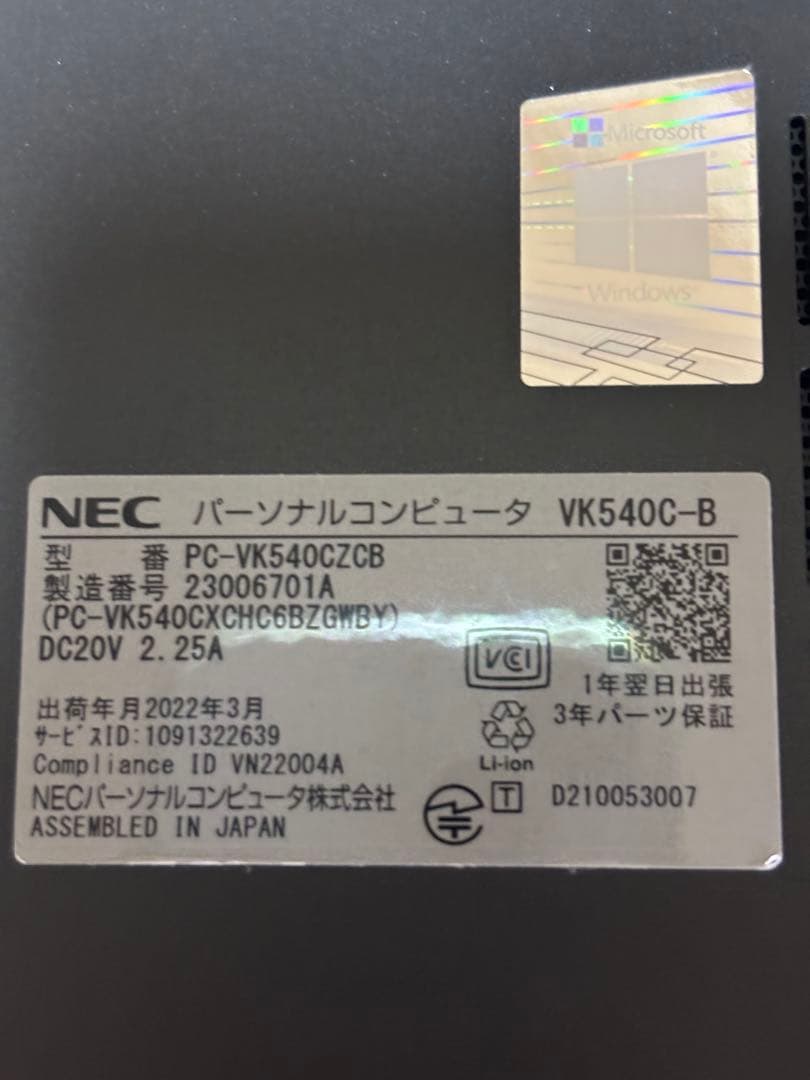 Microsoft
Windows
NEC パーソナルコンピュータ VK540C-B
型 番 PC-VK540CZCB
製造番号 23006701A
(PC-VK540CXCHC6BZGWBY)
DC20V 2.25A
VCCI
1年翌日出張
3年パーツ保証
出荷年月2022年3月
ｻｰﾋﾞｽID:1091322639
Compliance ID VN22004A
Li-ion
NECパーソナルコンピュータ株式会社
T D210053007
ASSEMBLED IN JAPAN